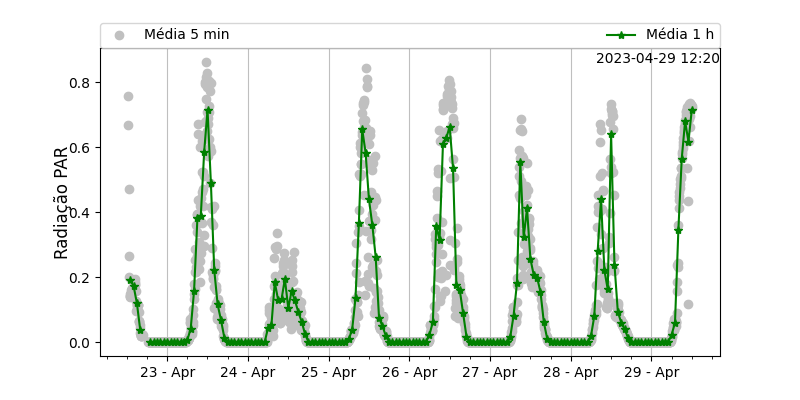 Média 5 min
Média 1 h
2023-04-29 12:20
Radiação PAR
0.8
0.6
0.4
0.2
0.0
23 - Apr
24 - Apr
25 - Apr
26 - Apr
27 - Apr
28 - Apr
29 - Apr